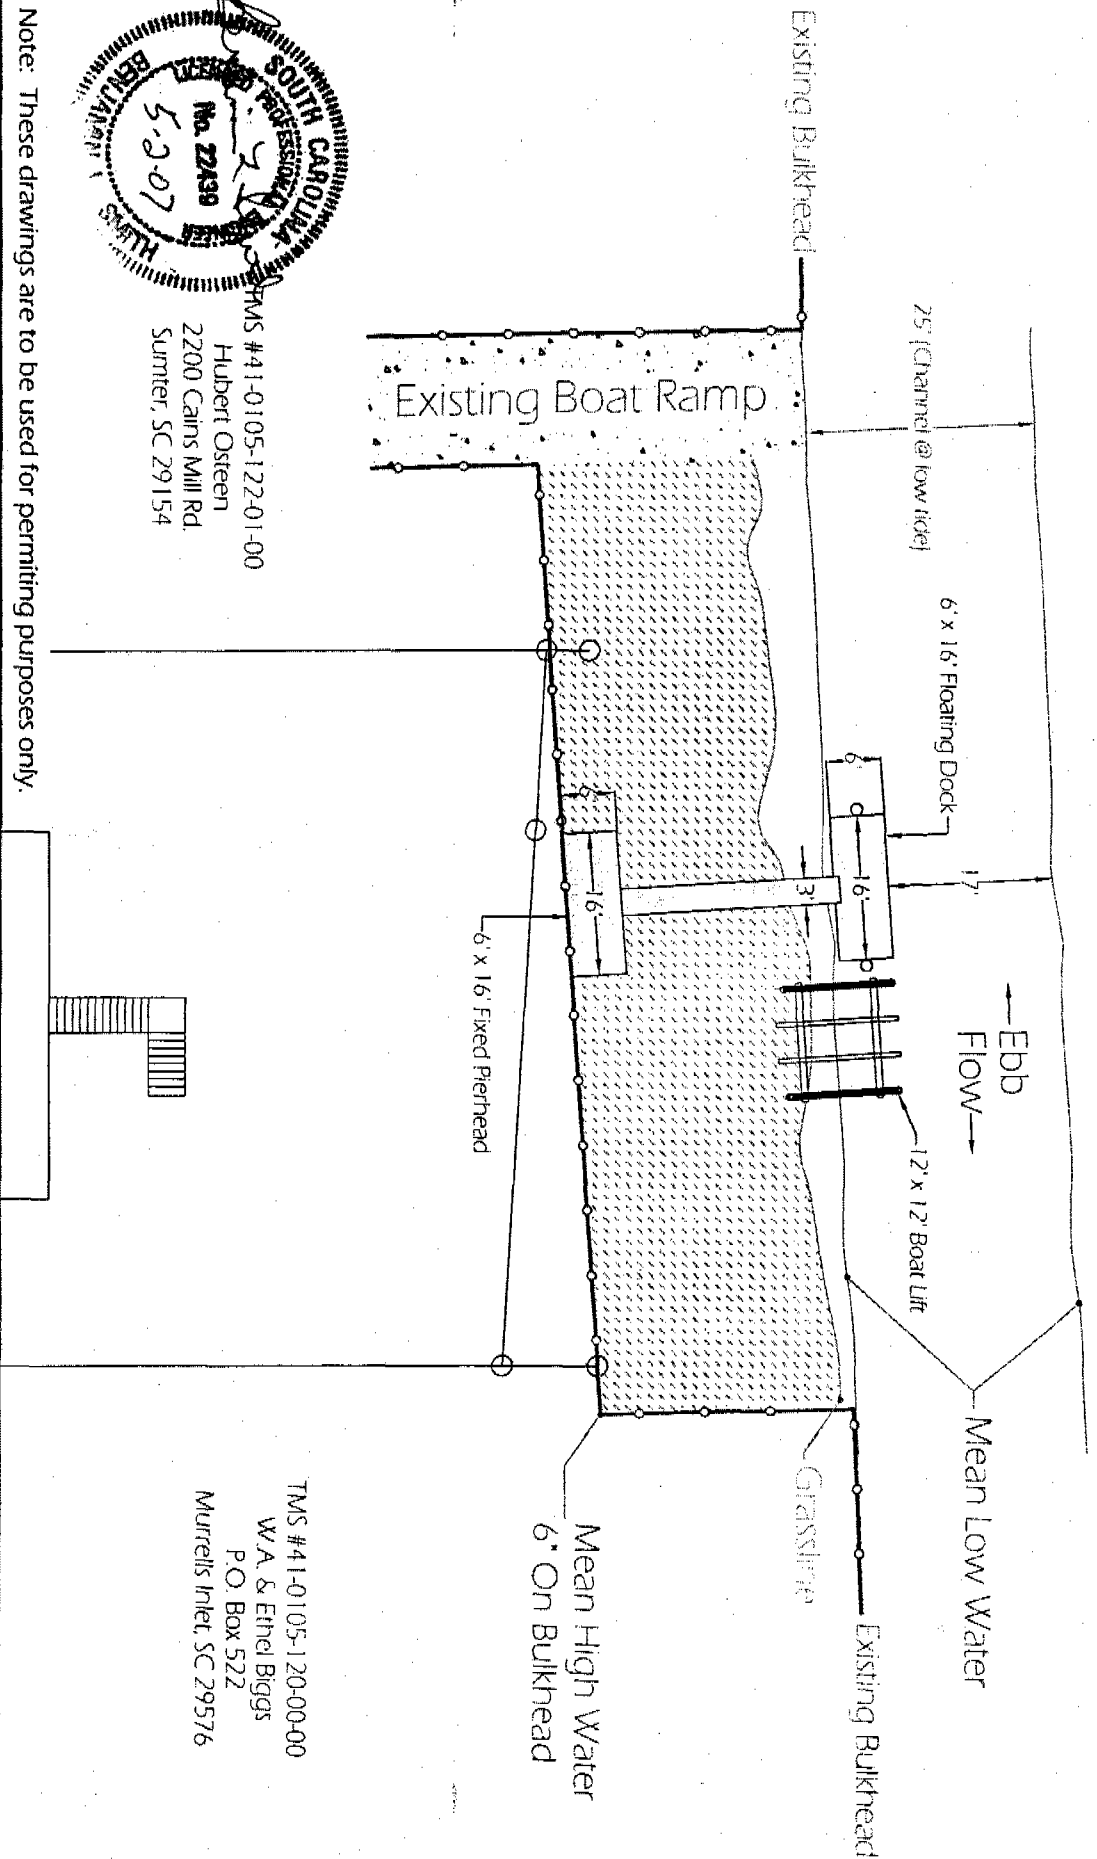 Existing Bulkhead
25' (Channel @ low tide)
6' x 16' Floating Dock
17'
Ebb
Flow
12' x 12' Boat Lift
Mean Low Water
Existing Bulkhead
Grassline
6'
16'
3'
Existing Boat Ramp
6'
16'
6' x 16' Fixed Pierhead
Mean High Water
6" On Bulkhead
TMS #41-0105-122-01-00
Hubert Osteen
2200 Cains Mill Rd.
Sumter, SC 29154
TMS #41-0105-120-00-00
W.A. & Ethel Biggs
P.O. Box 522
Murrells Inlet, SC 29576
SOUTH CAROLINA
LICENSED PROFESSIONAL ENGINEER
No. 22439
5-2-07
SMITH
Note: These drawings are to be used for permiting purposes only.